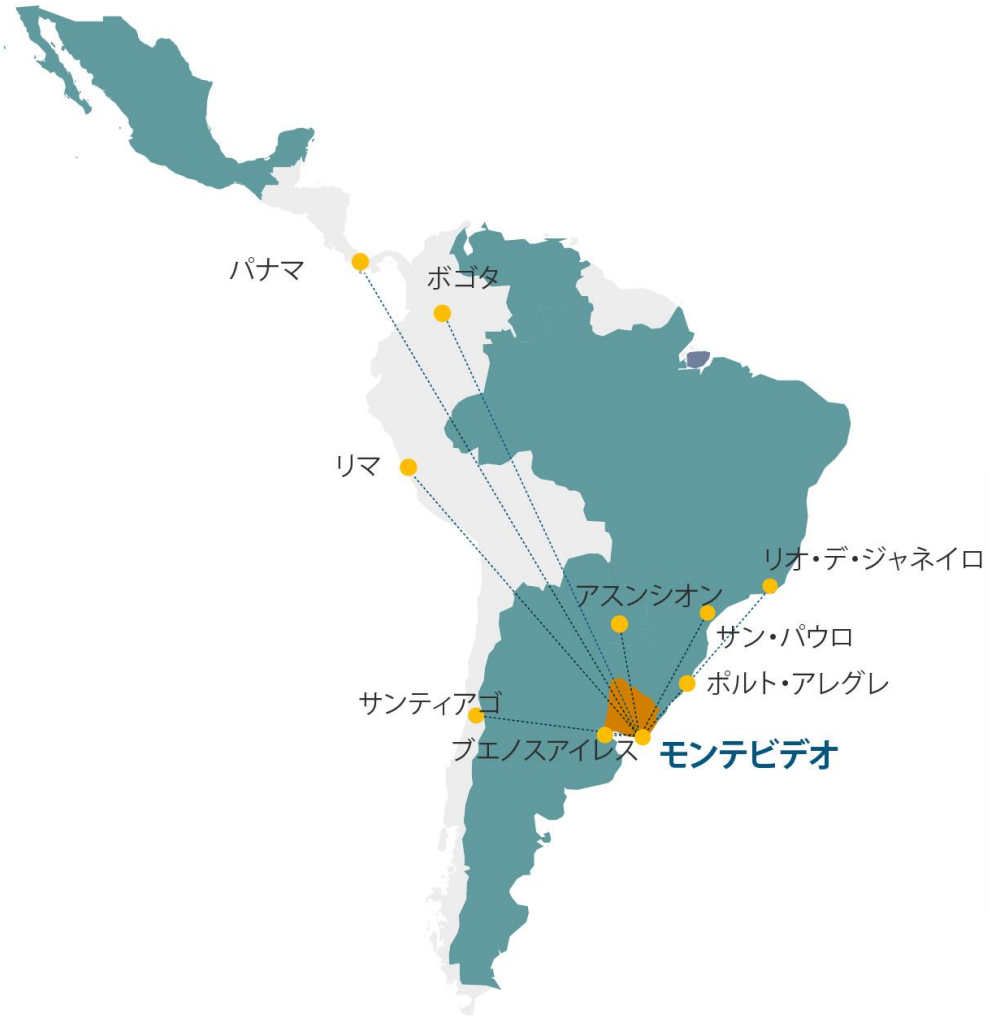 パナマ
ボゴタ
リマ
リオ・デ・ジャネイロ
アスンシオン
サン・パウロ
ポルト・アレグレ
サンティアゴ
ブエノスアイレス
モンテビデオ